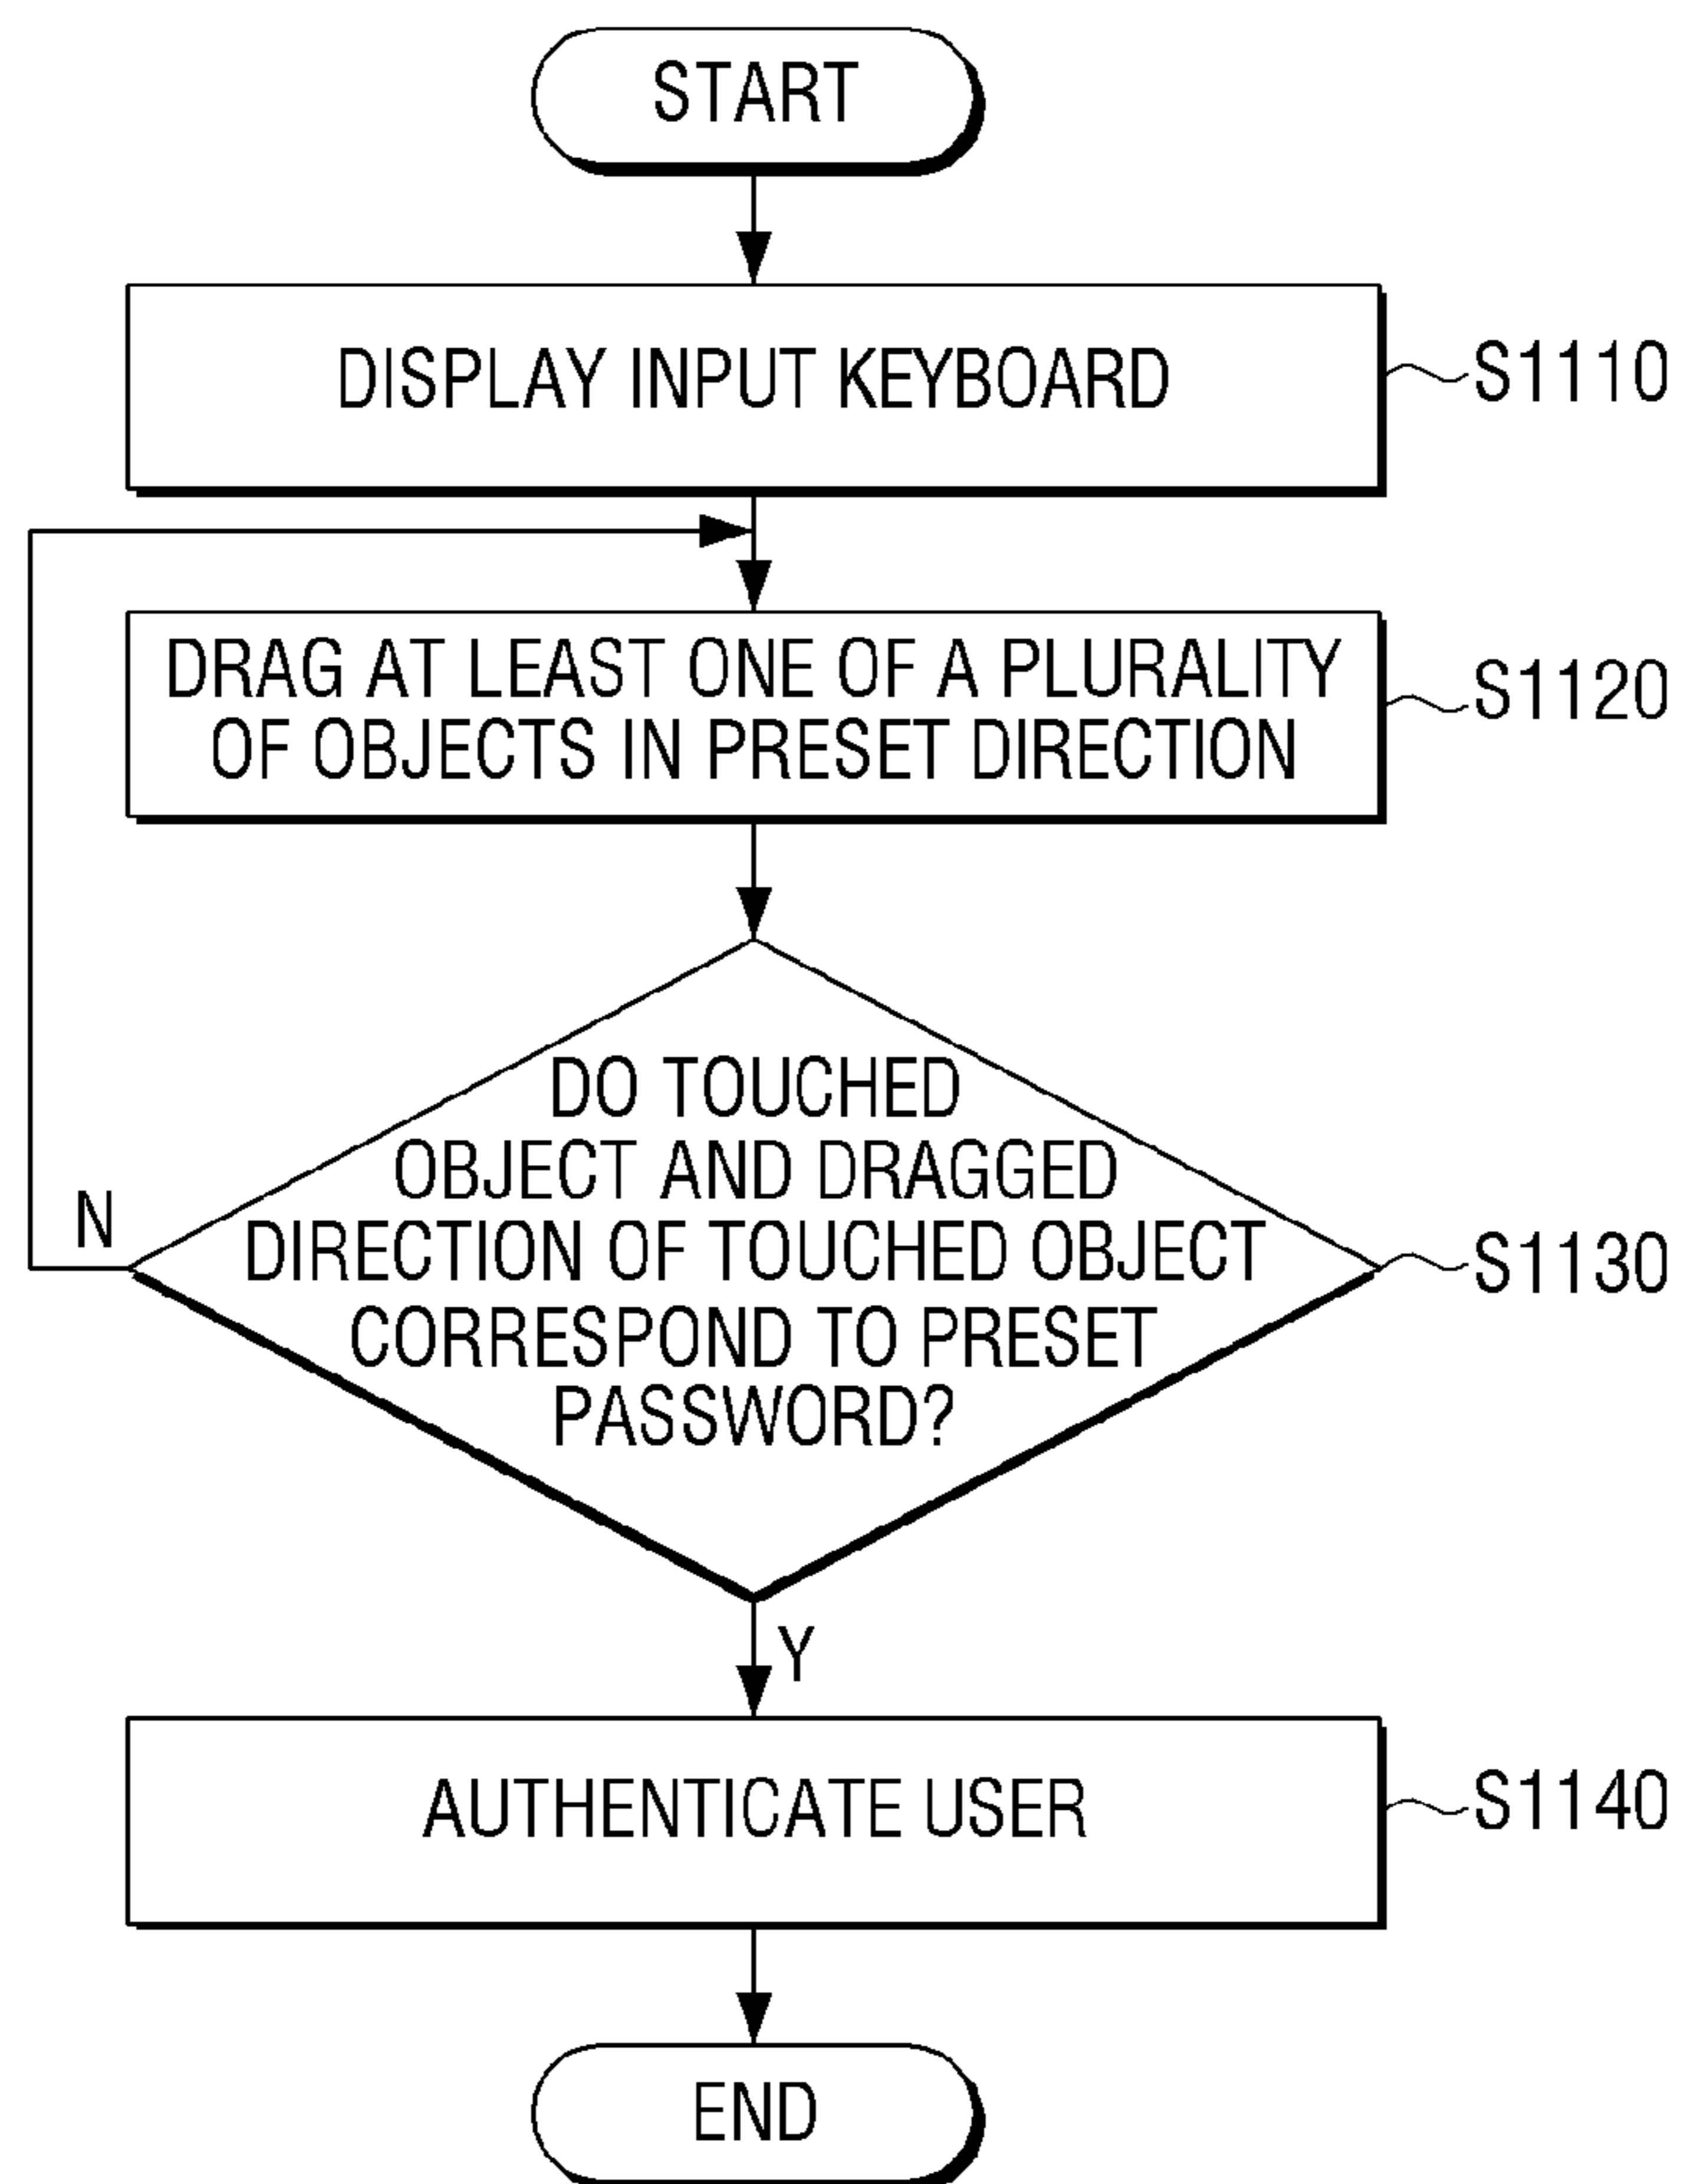 START
DISPLAY INPUT KEYBOARD
S1110
DRAG AT LEAST ONE OF A PLURALITY
OF OBJECTS IN PRESET DIRECTION
S1120
DO TOUCHED
OBJECT AND DRAGGED
DIRECTION OF TOUCHED OBJECT
CORRESPOND TO PRESET
PASSWORD?
N
S1130
Y
AUTHENTICATE USER
S1140
END